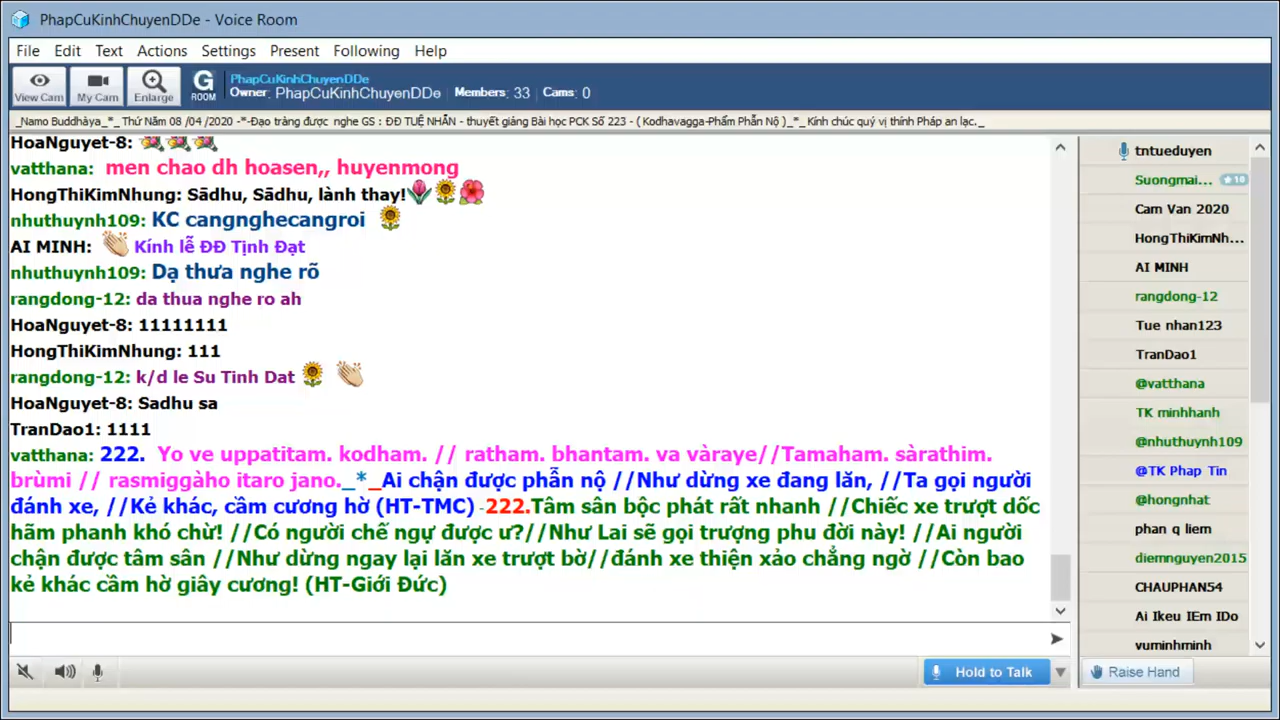 PhapCuKinhChuyenDDe - Voice Room
File Edit Text Actions Settings Present Following Help
View Cam My Cam Enlarge G ROOM
PhapCuKinhChuyenDDe
Owner: PhapCuKinhChuyenDDe Members: 33 Cams: 0
_Namo Buddhàya_*_ Thứ Năm 08 /04 /2020 -*-Đạo tràng được nghe GS : ĐĐ TUỆ NHẪN - thuyết giảng Bài học PCK Số 223 - ( Kodhavagga-Phẩm Phẫn Nộ )_*_ Kính chúc quý vị thính Pháp an lạc._
HoaNguyet-8:
vatthana: men chao dh hoasen,, huyenmong
HongThiKimNhung: Sādhu, Sādhu, lành thay!
nhuthuynh109: KC cangnghecangroi
AI MINH: Kính lễ ĐĐ Tịnh Đạt
nhuthuynh109: Dạ thưa nghe rõ
rangdong-12: da thua nghe ro ah
HoaNguyet-8: 11111111
HongThiKimNhung: 111
rangdong-12: k/d le Su Tinh Dat
HoaNguyet-8: Sadhu sa
TranDao1: 1111
vatthana: 222. Yo ve uppatitam. kodham. // ratham. bhantam. va vàraye//Tamaham. sàrathim.
brùmi // rasmiggàho itaro jano._*_Ai chận được phẫn nộ //Như dừng xe đang lăn, //Ta gọi người
đánh xe, //Kẻ khác, cầm cương hờ (HT-TMC) -222.Tâm sân bộc phát rất nhanh //Chiếc xe trượt dốc
hãm phanh khó chừ! //Có người chế ngự được ư?//Như Lai sẽ gọi trượng phu đời này! //Ai người
chận được tâm sân //Như dừng ngay lại lăn xe trượt bờ//đánh xe thiện xảo chẳng ngờ //Còn bao
kẻ khác cầm hờ giây cương! (HT-Giới Đức)
Hold to Talk
tntueduyen
Suongmai... 10
Cam Van 2020
HongThiKimNh...
AI MINH
rangdong-12
Tue nhan123
TranDao1
@vatthana
TK minhhanh
@nhuthuynh109
@TK Phap Tin
@hongnhat
phan q liem
diemnguyen2015
CHAUPHAN54
Ai Ikeu IEm IDo
vuminhminh
Raise Hand